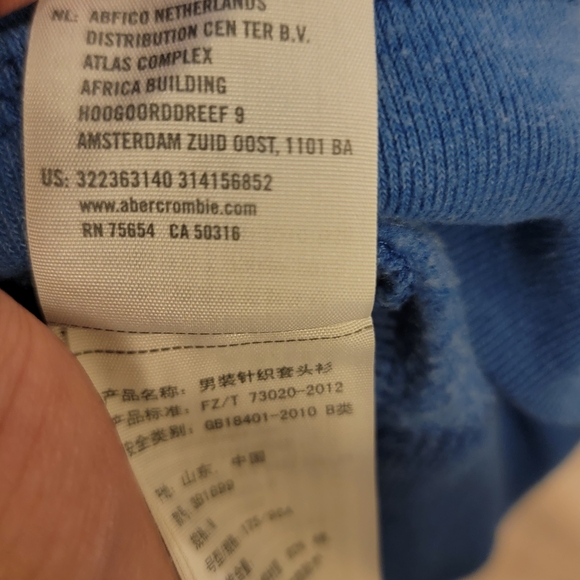 NL: ABFICO NETHERLANDS
DISTRIBUTION CEN TER B.V.
ATLAS COMPLEX
AFRICA BUILDING
HOOGOORDDREEF 9
AMSTERDAM ZUID OOST, 1101 BA
US: 322363140 314156852
www.abercrombie.com
RN 75654 CA 50316
产品名称: 男装针织套头衫
产品标准: FZ/T 73020-2012
安全类别: GB18401-2010 B类
地: 山东, 中国